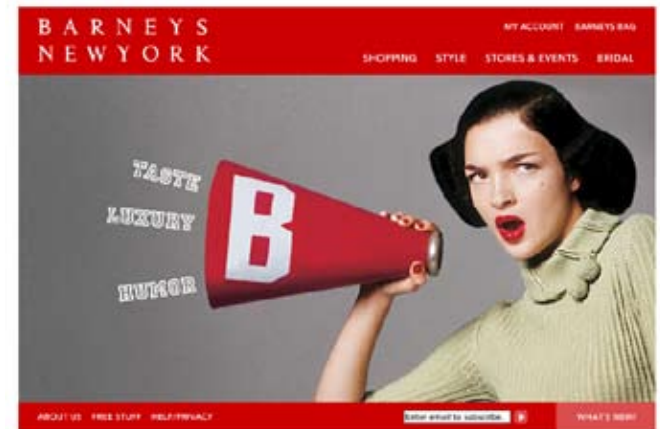 BARNEYS
NEWYORK
MY ACCOUNT BARNEYS BAG
SHOPPING STYLE STORES & EVENTS BRIDAL
TASTE
LUXURY
HUMOR
B
ABOUT US FREE STUFF HELP/PRIVACY
Enter email to subscribe...
WHAT'S NEW?